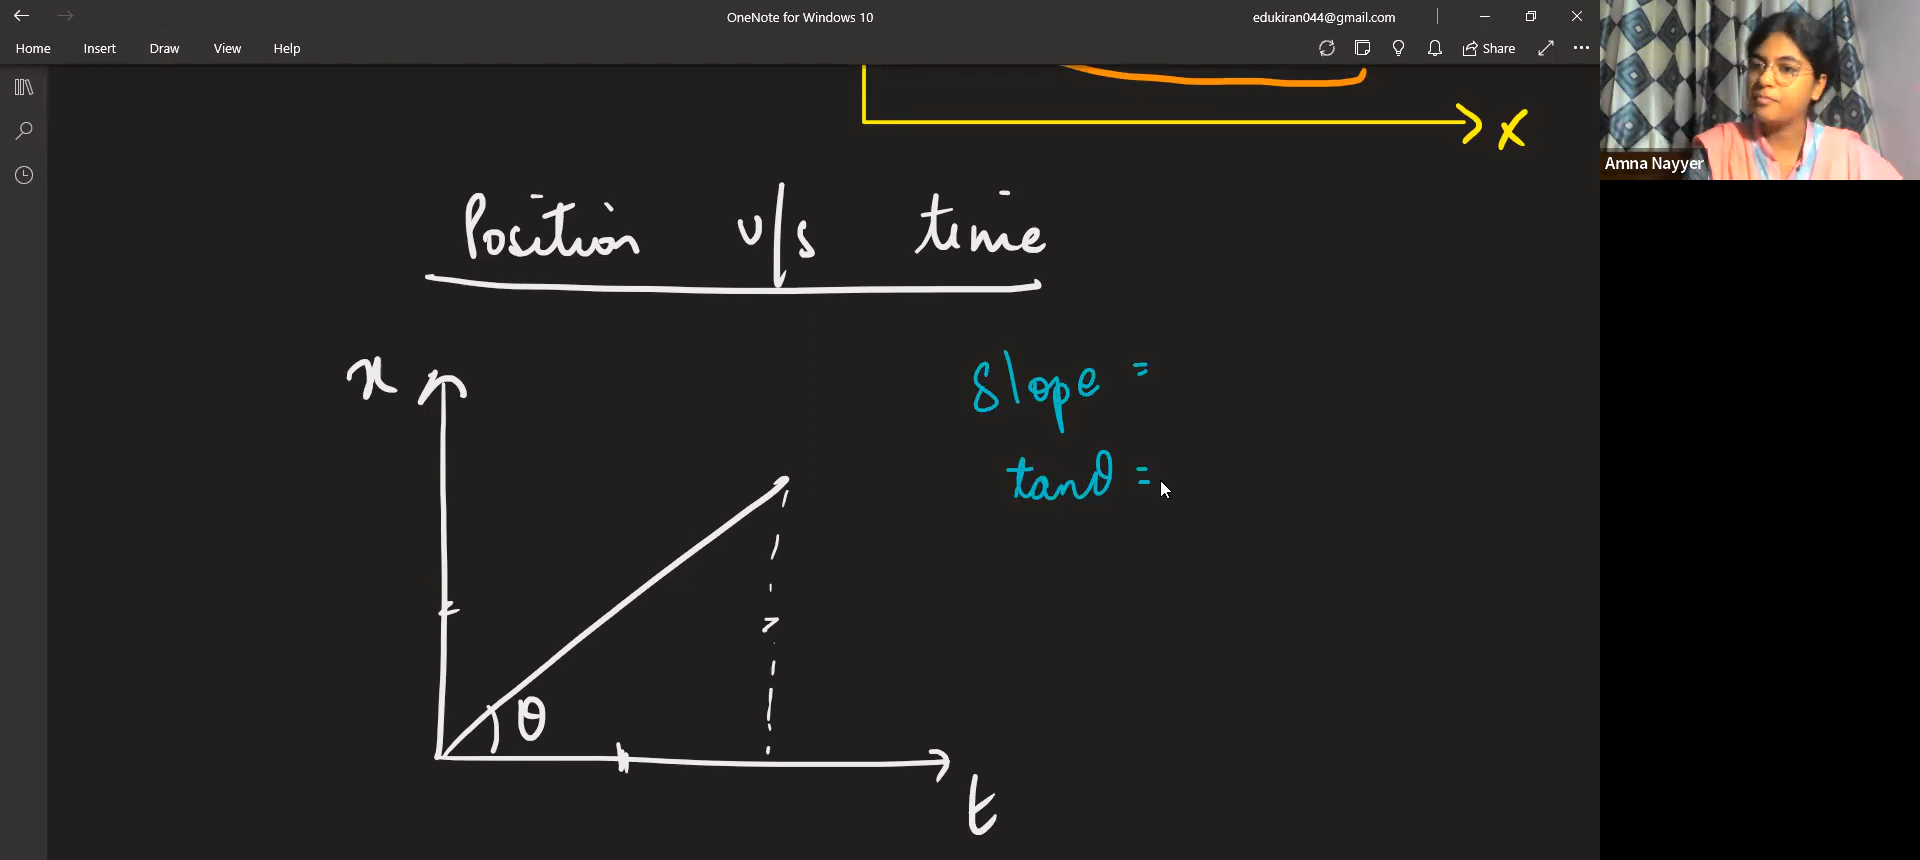 OneNote for Windows 10
edukiran044@gmail.com
Home Insert Draw View Help
Share
Amna Nayyer
x
Position v/s time
x
slope =
tanθ =
θ
t